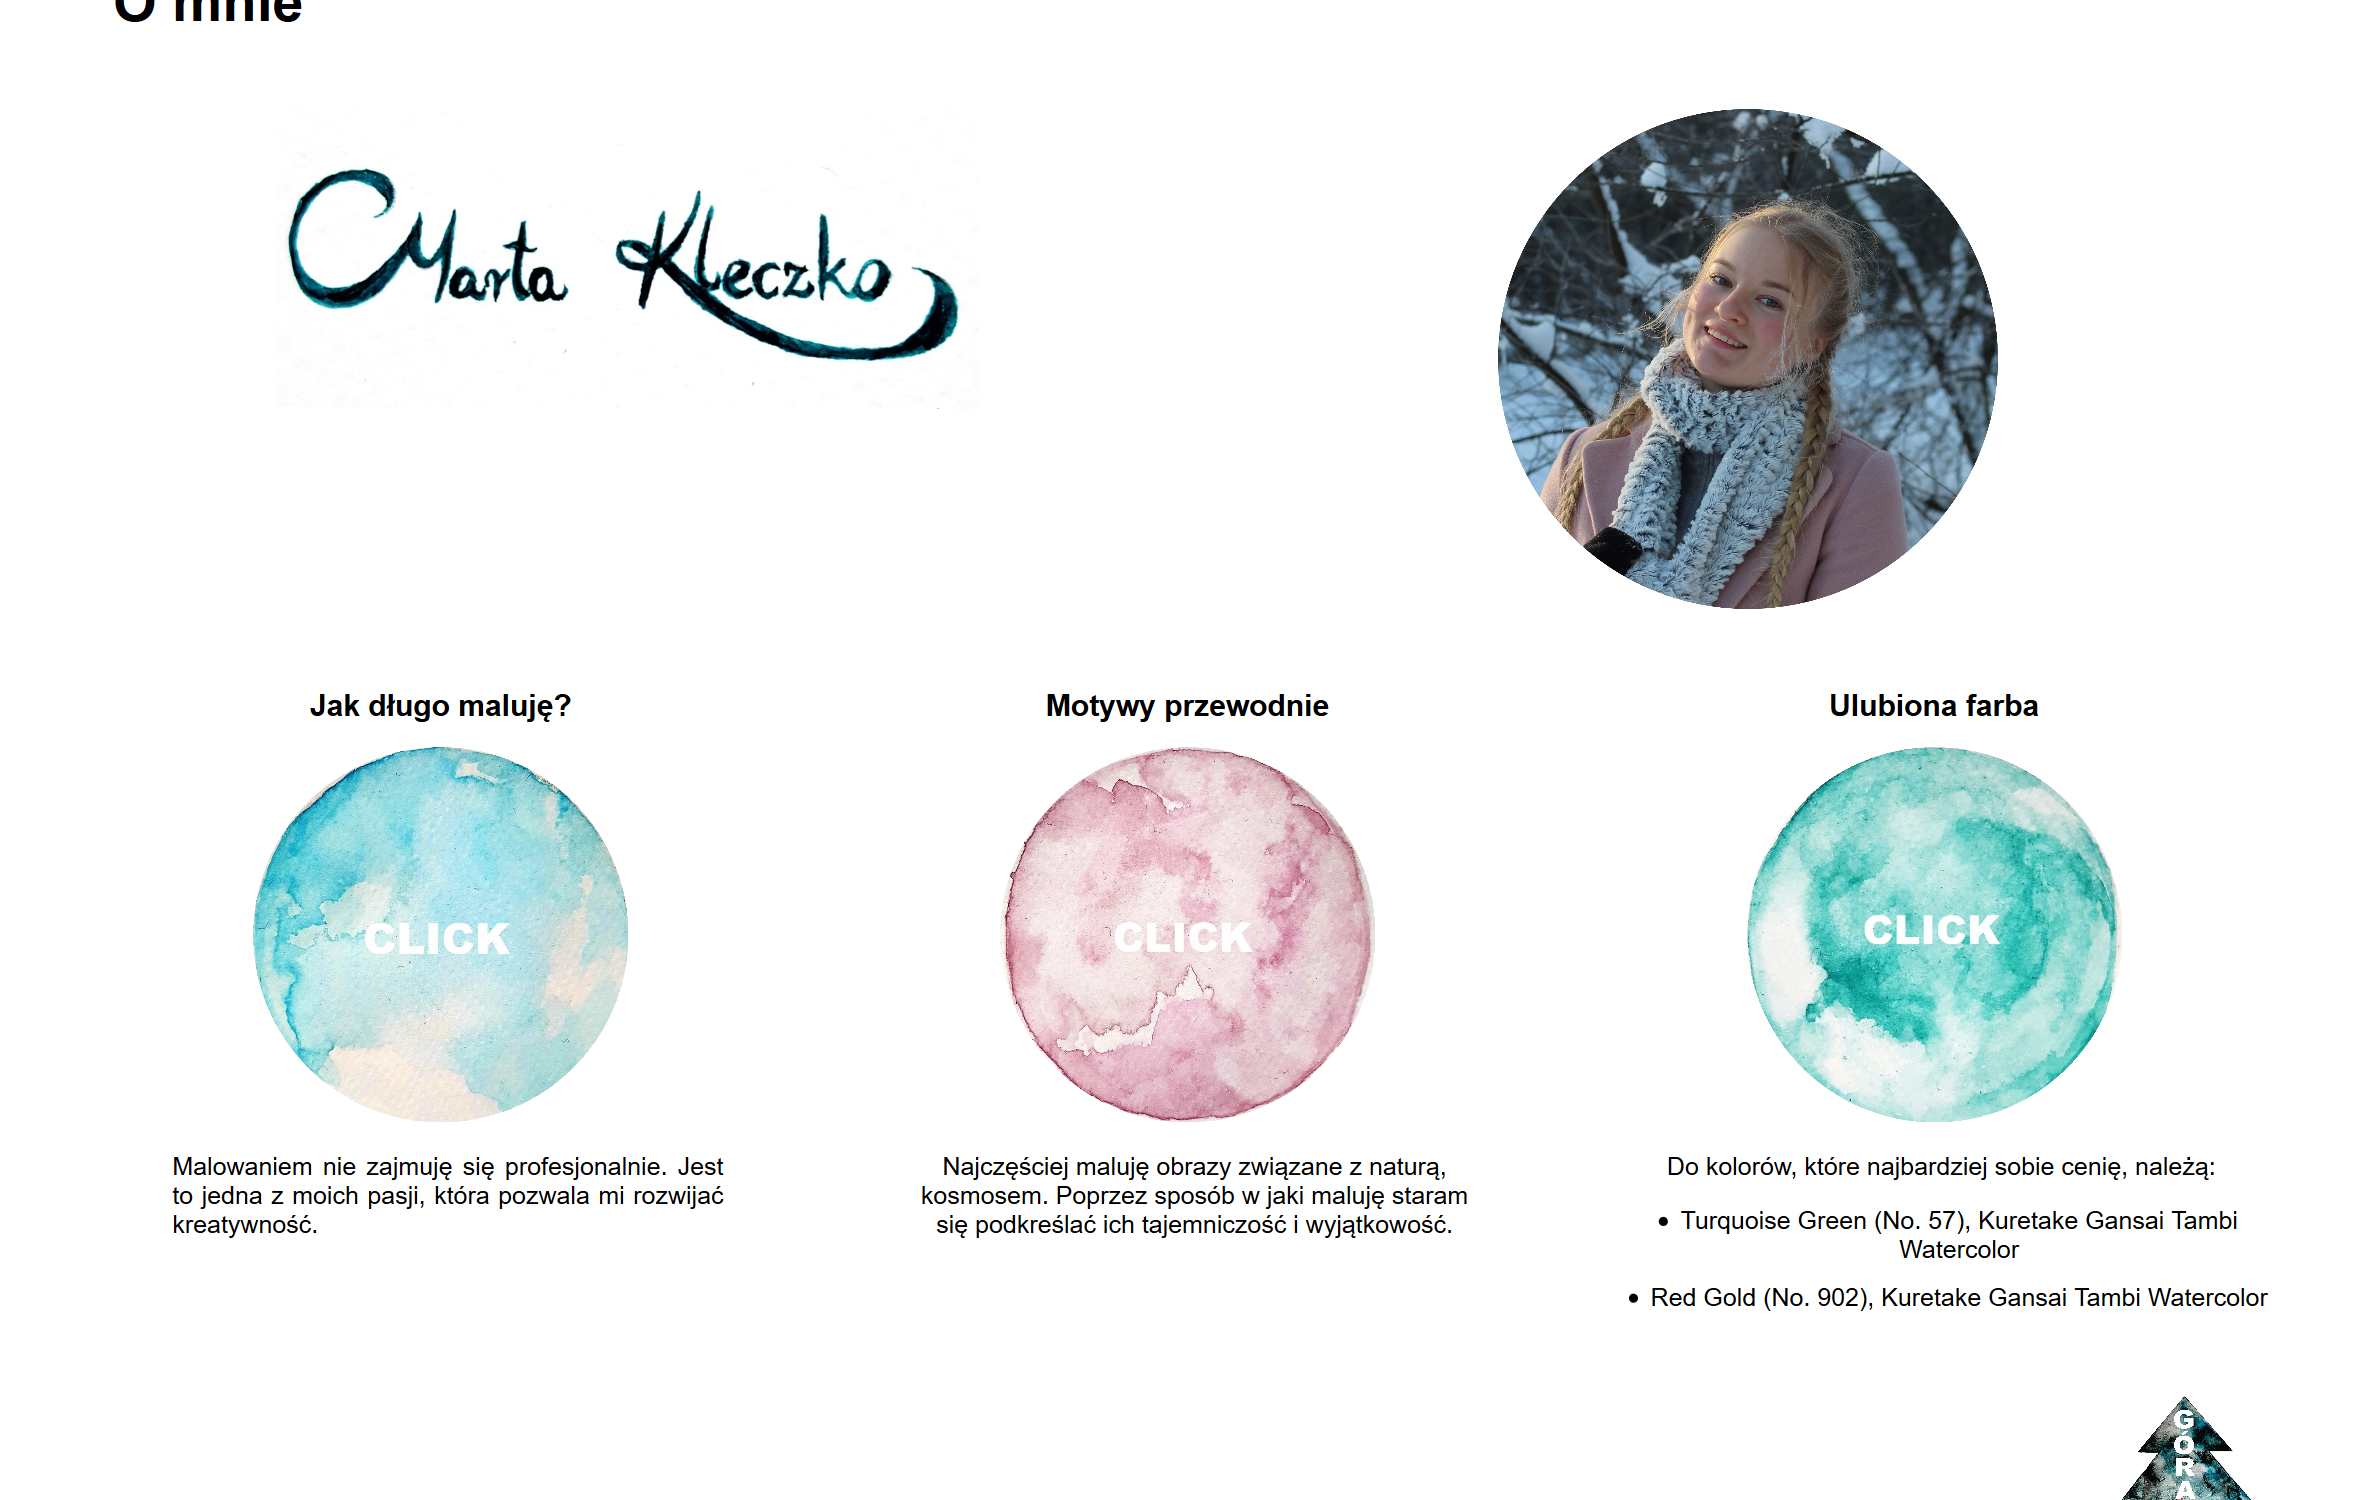 O mnie
Marta Kleczko
Jak długo maluję?
Motywy przewodnie
Ulubiona farba
CLICK
CLICK
CLICK
Malowaniem nie zajmuję się profesjonalnie. Jest
to jedna z moich pasji, która pozwala mi rozwijać
kreatywność.
Najczęściej maluję obrazy związane z naturą,
kosmosem. Poprzez sposób w jaki maluję staram
się podkreślać ich tajemniczość i wyjątkowość.
Do kolorów, które najbardziej sobie cenię, należą:
• Turquoise Green (No. 57), Kuretake Gansai Tambi
Watercolor
• Red Gold (No. 902), Kuretake Gansai Tambi Watercolor
GÓRA